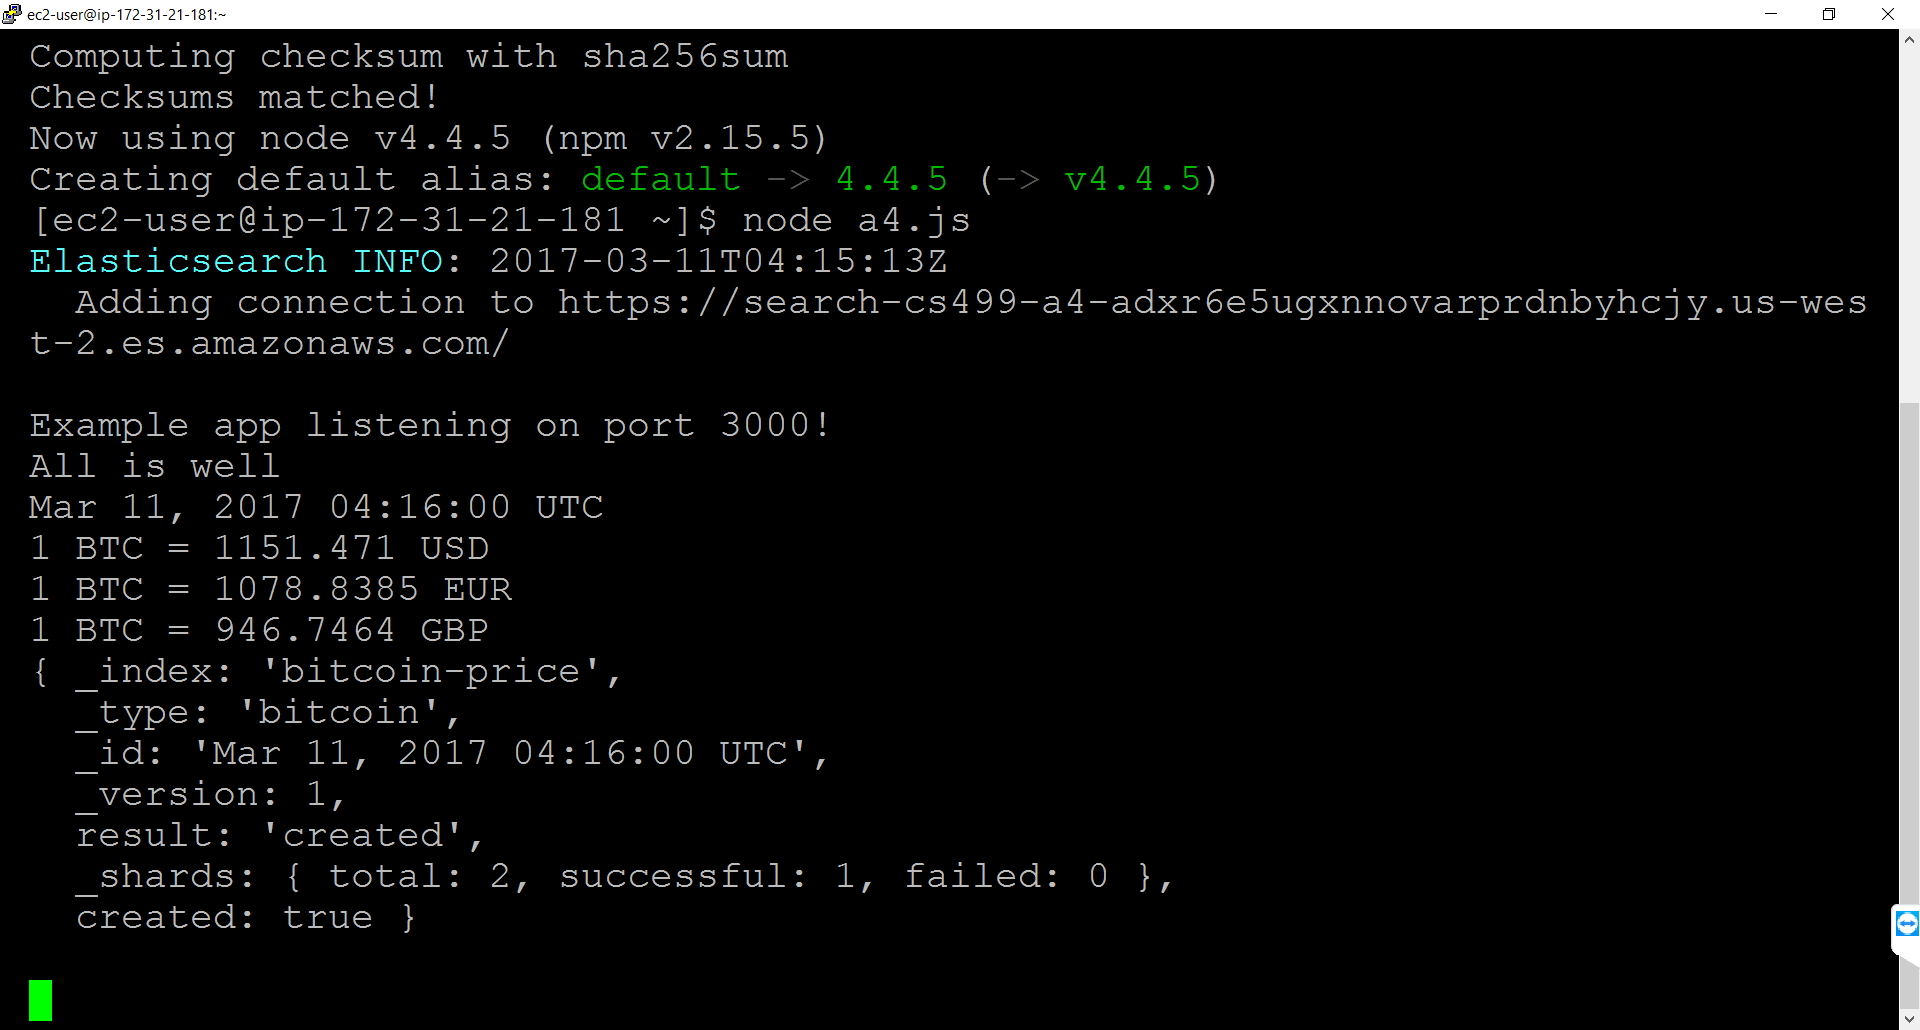 ec2-user@ip-172-31-21-181:~
Computing checksum with sha256sum
Checksums matched!
Now using node v4.4.5 (npm v2.15.5)
Creating default alias: default -> 4.4.5 (-> v4.4.5)
[ec2-user@ip-172-31-21-181 ~]$ node a4.js
Elasticsearch INFO: 2017-03-11T04:15:13Z
  Adding connection to https://search-cs499-a4-adxr6e5ugxnnovarprdnbyhcjy.us-wes
t-2.es.amazonaws.com/
Example app listening on port 3000!
All is well
Mar 11, 2017 04:16:00 UTC
1 BTC = 1151.471 USD
1 BTC = 1078.8385 EUR
1 BTC = 946.7464 GBP
{ _index: 'bitcoin-price',
  _type: 'bitcoin',
  _id: 'Mar 11, 2017 04:16:00 UTC',
  _version: 1,
  result: 'created',
  _shards: { total: 2, successful: 1, failed: 0 },
  created: true }